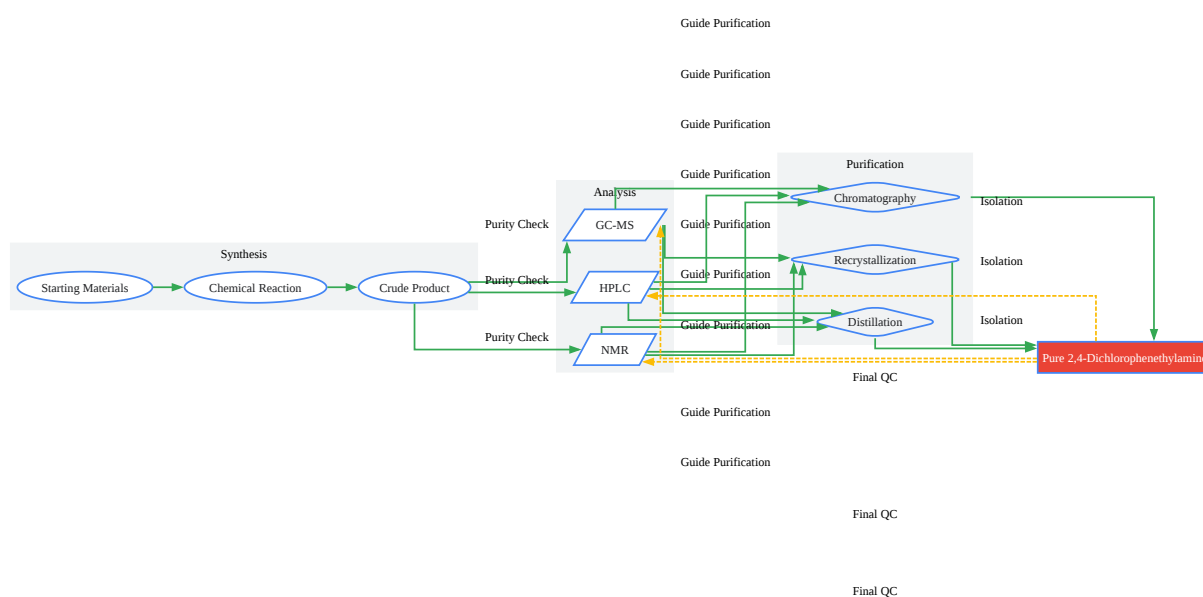 Guide Purification
Guide Purification
Guide Purification
Purification
Guide Purification
Analysis
Chromatography
Isolation
Purity Check
GC-MS
Guide Purification
Synthesis
Recrystallization
Isolation
Guide Purification
Purity Check
Starting Materials
Chemical Reaction
Crude Product
HPLC
Isolation
Distillation
Guide Purification
Purity Check
NMR
Pure 2,4-Dichlorophenethylamine
Final QC
Guide Purification
Guide Purification
Final QC
Final QC